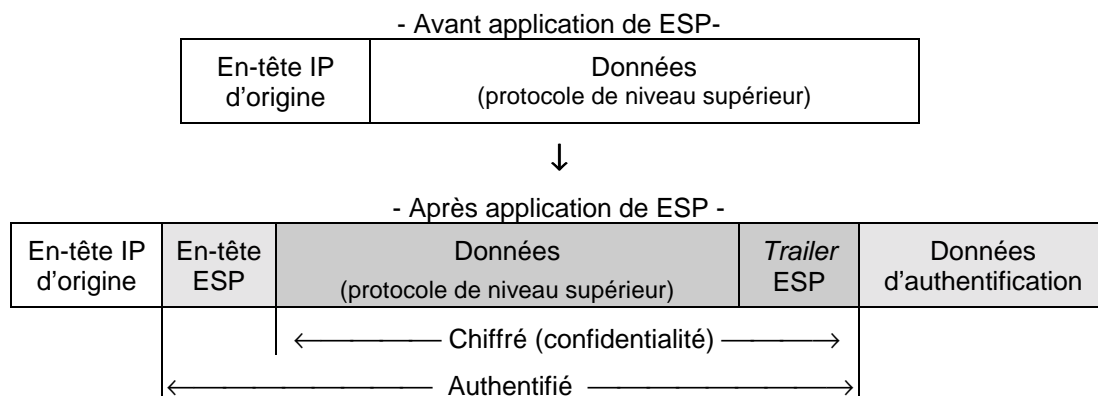 - Avant application de ESP-
En-tête IP d'origine
Données
(protocole de niveau supérieur)
↓
- Après application de ESP -
En-tête IP d'origine
En-tête ESP
Données
(protocole de niveau supérieur)
Trailer ESP
Données d'authentification
Chiffré (confidentialité)
Authentifié